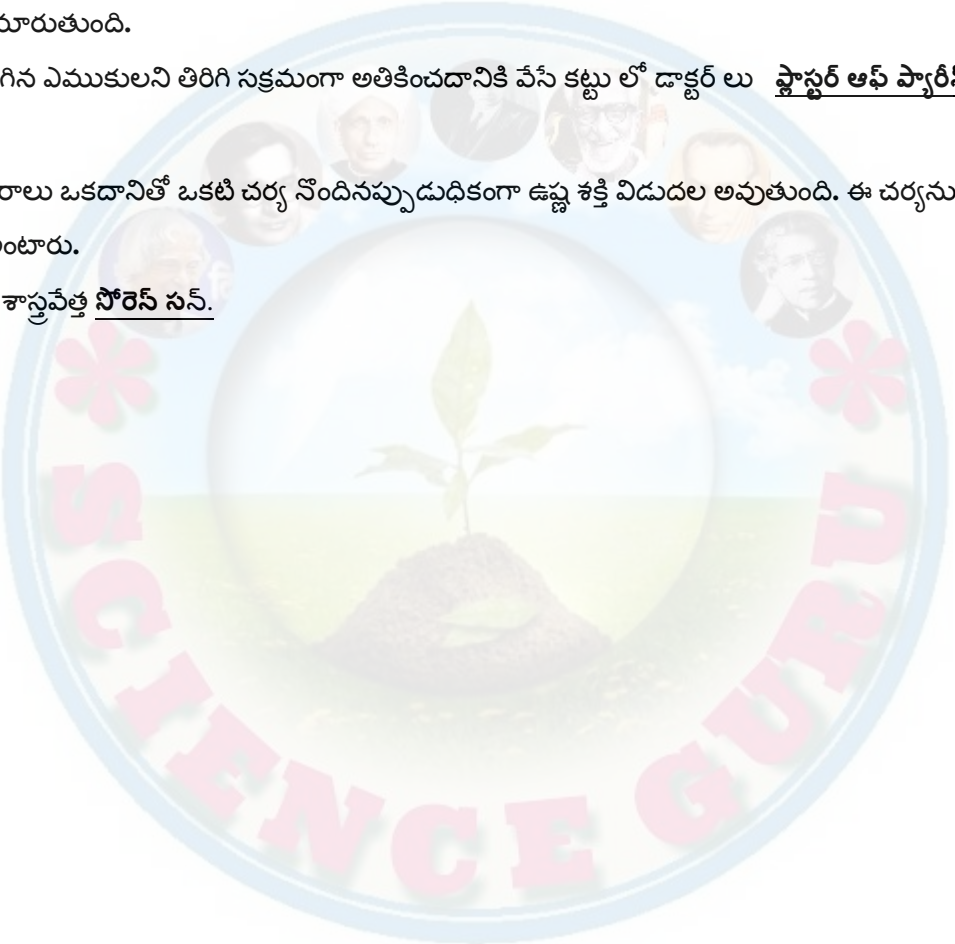 మారుతుంది.
గిన ఎముకులని తిరిగి సక్రమంగా అతికించదానికి వేసే కట్టు లో డాక్టర్ లు ప్లాస్టర్ ఆఫ్ ప్యారీస్
రాలు ఒకదానితో ఒకటి చర్య నొందినప్పుడుధికంగా ఉష్ణ శక్తి విడుదల అవుతుంది. ఈ చర్యను
ంటారు.
శాస్త్రవేత్త సోరెస్ సన్.
SCIENCE GURU